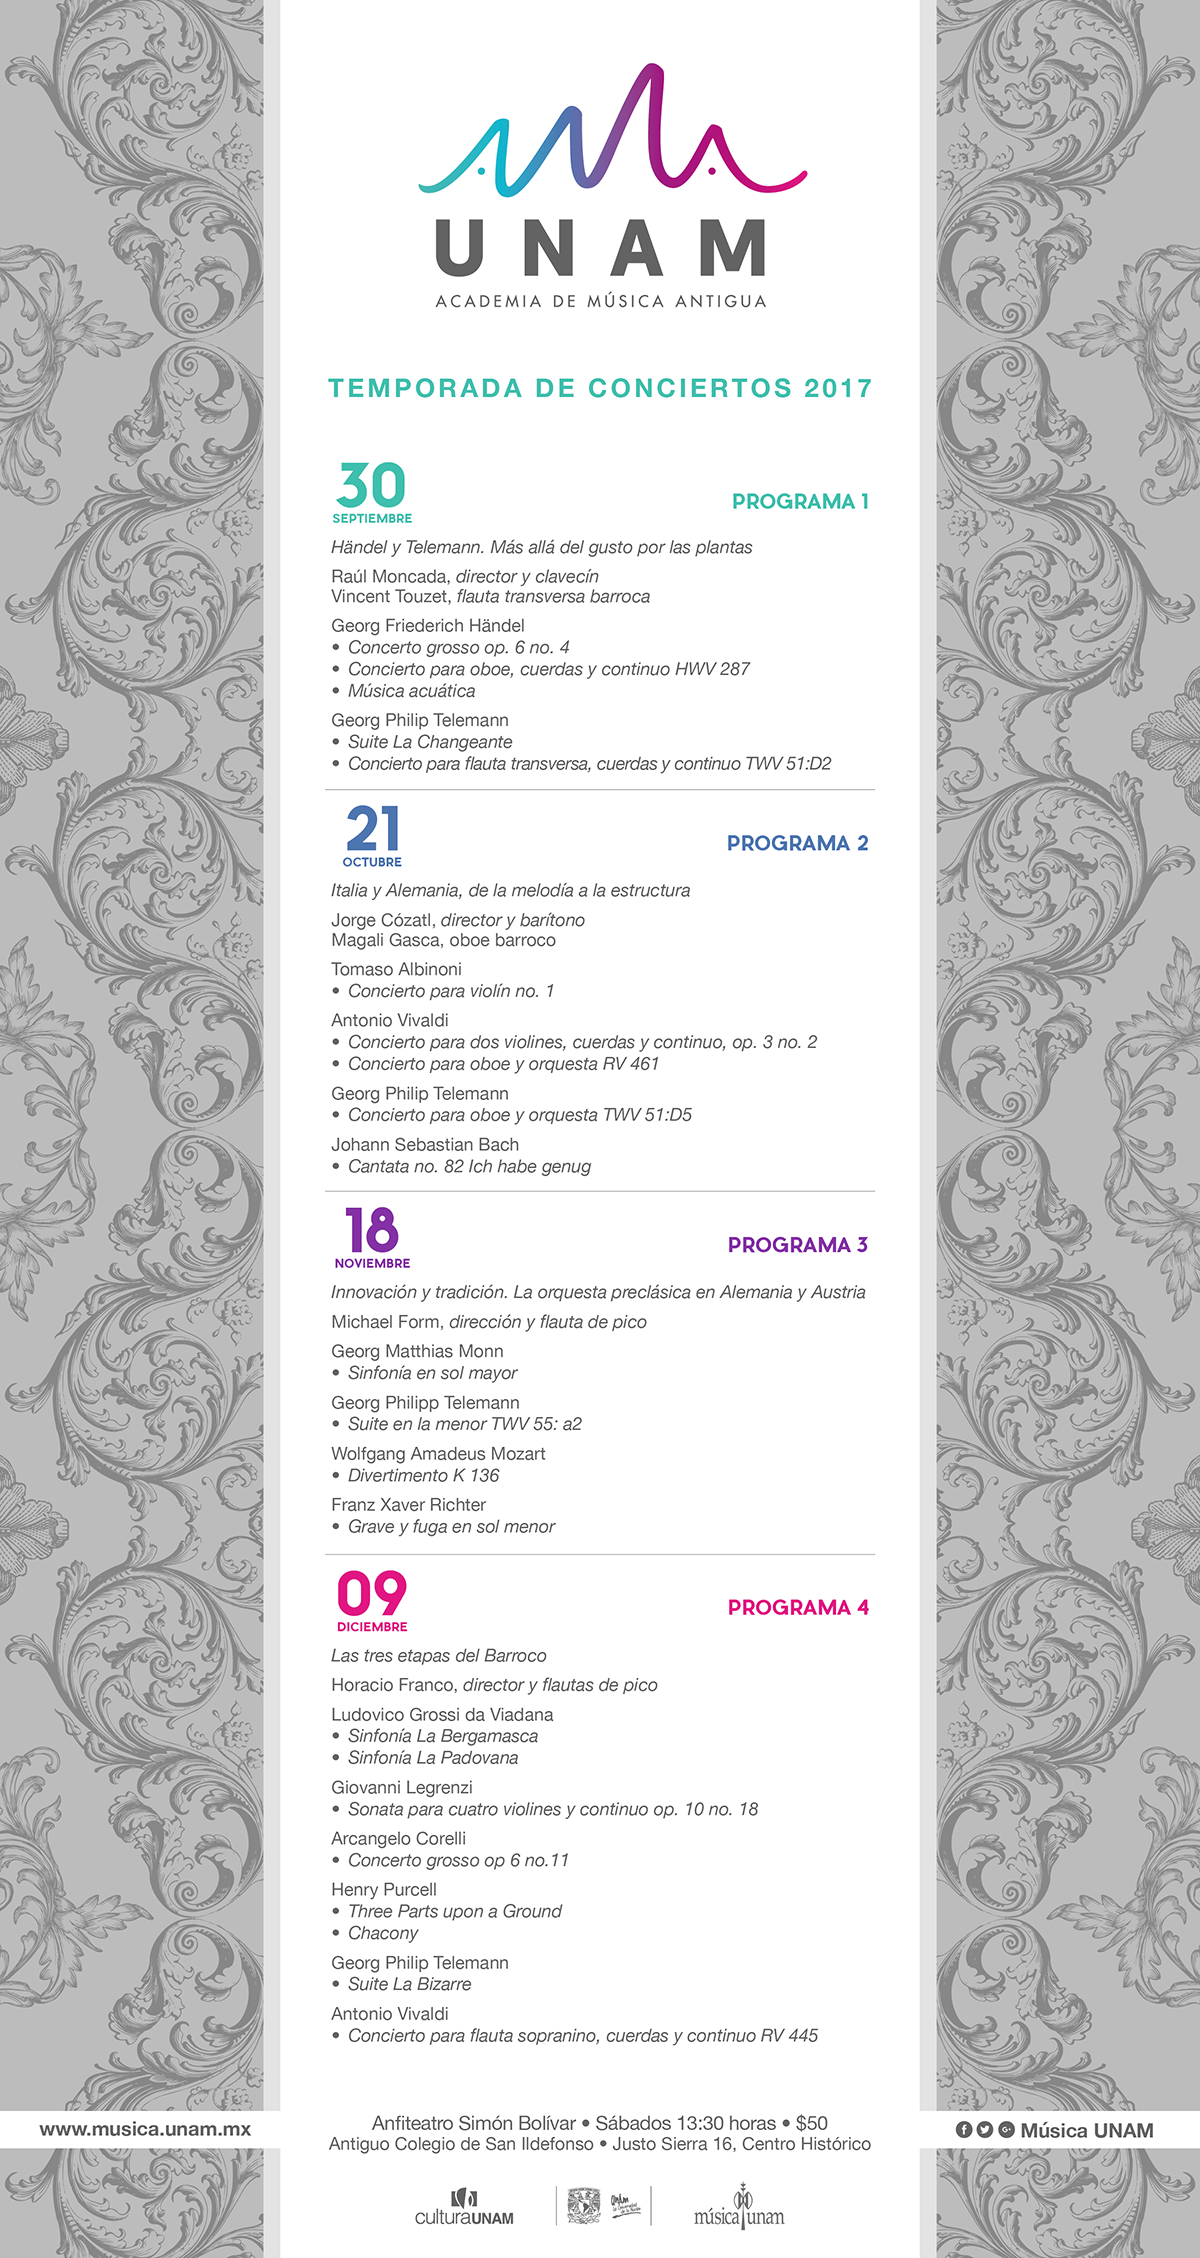 AMA
UNAM
ACADEMIA DE MÚSICA ANTIGUA
TEMPORADA DE CONCIERTOS 2017
30
SEPTIEMBRE
PROGRAMA 1
Händel y Telemann. Más allá del gusto por las plantas
Raúl Moncada, director y clavecín
Vincent Touzet, flauta transversa barroca
Georg Friederich Händel
• Concerto grosso op. 6 no. 4
• Concierto para oboe, cuerdas y continuo HWV 287
• Música acuática
Georg Philip Telemann
• Suite La Changeante
• Concierto para flauta transversa, cuerdas y continuo TWV 51:D2
21
OCTUBRE
PROGRAMA 2
Italia y Alemania, de la melodía a la estructura
Jorge Cózatl, director y barítono
Magali Gasca, oboe barroco
Tomaso Albinoni
• Concierto para violín no. 1
Antonio Vivaldi
• Concierto para dos violines, cuerdas y continuo, op. 3 no. 2
• Concierto para oboe y orquesta RV 461
Georg Philip Telemann
• Concierto para oboe y orquesta TWV 51:D5
Johann Sebastian Bach
• Cantata no. 82 Ich habe genug
18
NOVIEMBRE
PROGRAMA 3
Innovación y tradición. La orquesta preclásica en Alemania y Austria
Michael Form, dirección y flauta de pico
Georg Matthias Monn
• Sinfonía en sol mayor
Georg Philipp Telemann
• Suite en la menor TWV 55: a2
Wolfgang Amadeus Mozart
• Divertimento K 136
Franz Xaver Richter
• Grave y fuga en sol menor
09
DICIEMBRE
PROGRAMA 4
Las tres etapas del Barroco
Horacio Franco, director y flautas de pico
Ludovico Grossi da Viadana
• Sinfonía La Bergamasca
• Sinfonía La Padovana
Giovanni Legrenzi
• Sonata para cuatro violines y continuo op. 10 no. 18
Arcangelo Corelli
• Concerto grosso op 6 no.11
Henry Purcell
• Three Parts upon a Ground
• Chacony
Georg Philip Telemann
• Suite La Bizarre
Antonio Vivaldi
• Concierto para flauta sopranino, cuerdas y continuo RV 445
www.musica.unam.mx
Anfiteatro Simón Bolívar • Sábados 13:30 horas • $50
Antiguo Colegio de San Ildefonso • Justo Sierra 16, Centro Histórico
Música UNAM
culturaUNAM
música unam